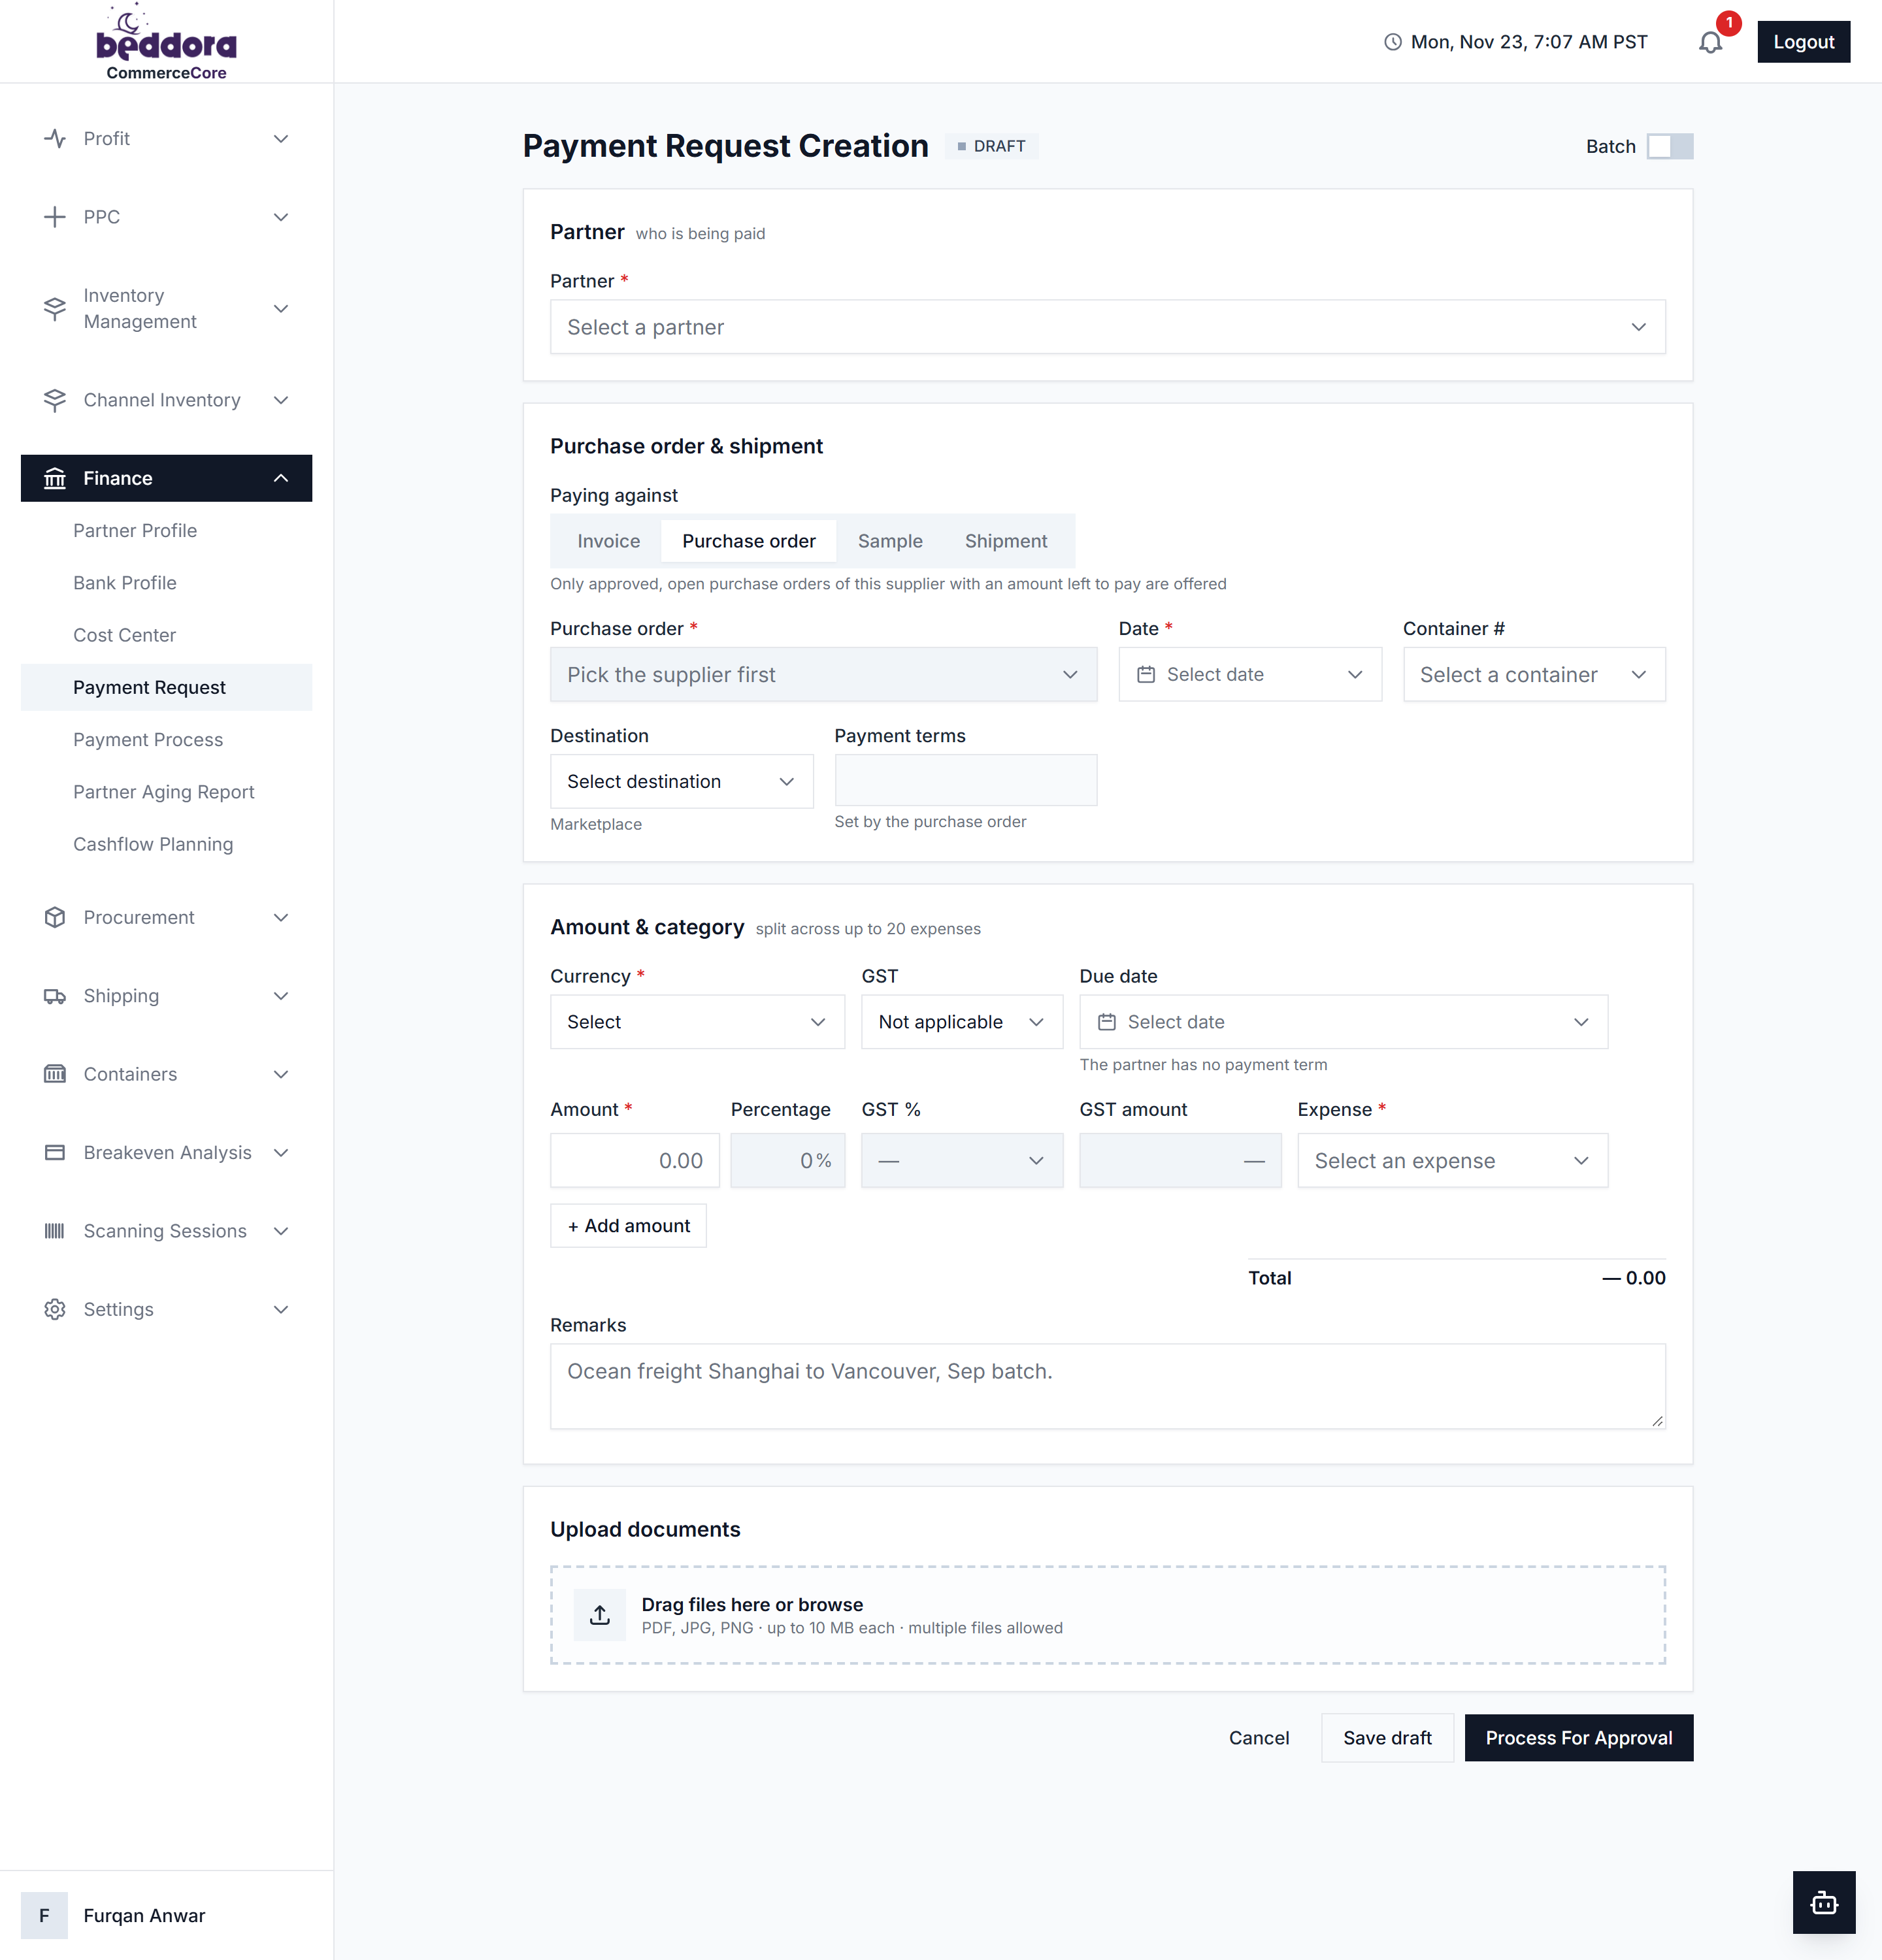 beddora
CommerceCore
Mon, Nov 23, 7:07 AM PST
1
Logout
Profit
PPC
Inventory
Management
Channel Inventory
Finance
Partner Profile
Bank Profile
Cost Center
Payment Request
Payment Process
Partner Aging Report
Cashflow Planning
Procurement
Shipping
Containers
Breakeven Analysis
Scanning Sessions
Settings
F
Furqan Anwar
Payment Request Creation
DRAFT
Batch
Partner who is being paid
Partner *
Select a partner
Purchase order & shipment
Paying against
Invoice Purchase order Sample Shipment
Only approved, open purchase orders of this supplier with an amount left to pay are offered
Purchase order * Date * Container #
Pick the supplier first Select date Select a container
Destination Payment terms
Select destination
Marketplace Set by the purchase order
Amount & category split across up to 20 expenses
Currency * GST Due date
Select Not applicable Select date
The partner has no payment term
Amount * Percentage GST % GST amount Expense *
0.00 0% — — Select an expense
+ Add amount
Total — 0.00
Remarks
Ocean freight Shanghai to Vancouver, Sep batch.
Upload documents
Drag files here or browse
PDF, JPG, PNG · up to 10 MB each · multiple files allowed
Cancel Save draft Process For Approval